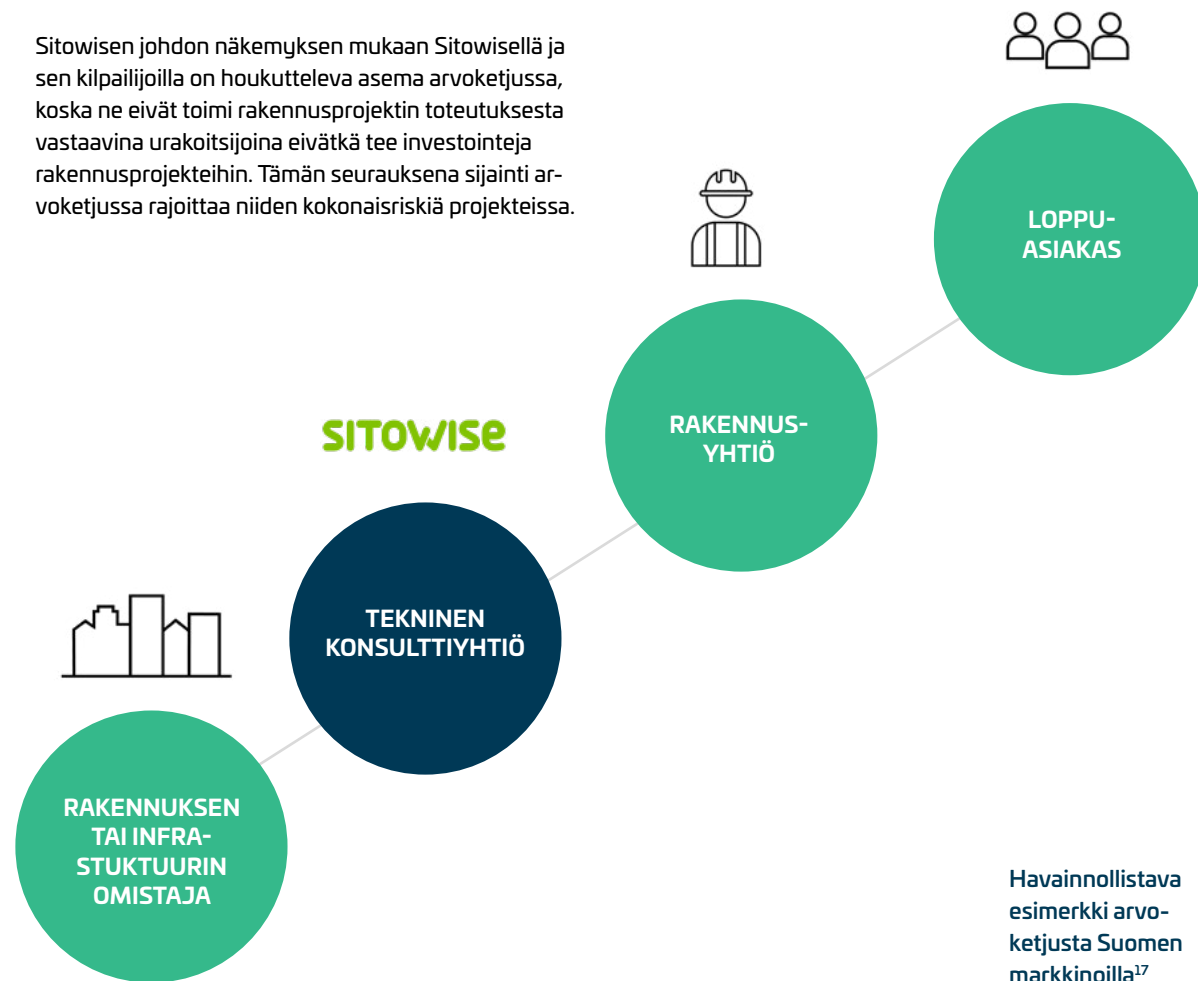 Sitowisen johdon näkemyksen mukaan Sitowisellä ja
sen kilpailijoilla on houkutteleva asema arvoketjussa,
koska ne eivät toimi rakennusprojektin toteutuksesta
vastaavina urakoitsijoina eivätkä tee investointeja
rakennusprojekteihin. Tämän seurauksena sijainti ar-
voketjussa rajoittaa niiden kokonaisriskiä projekteissa.
LOPPU-
ASIAKAS
RAKENNUS-
YHTIÖ
SITOWISE
TEKNINEN
KONSULTTIYHTIÖ
RAKENNUKSEN
TAI INFRA-
STUKTUURIN
OMISTAJA
Havainnollistava
esimerkki arvo-
ketjusta Suomen
markkinoilla¹⁷